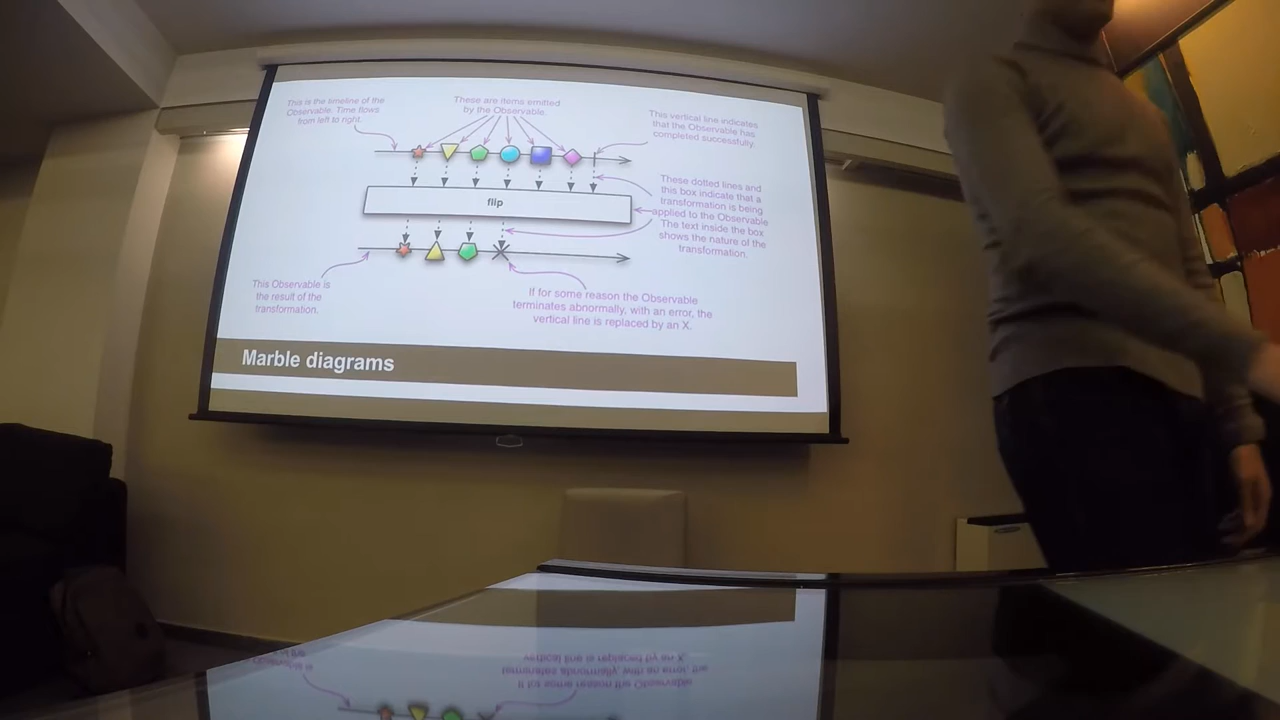 This is the timeline of the
Observable. Time flows
from left to right.
These are items emitted
by the Observable.
This vertical line indicates
that the Observable has
completed successfully.
These dotted lines and
this box indicate that a
transformation is being
applied to the Observable
The text inside the box
shows the nature of the
transformation.
flip
This Observable is
the result of the
transformation.
If for some reason the Observable
terminates abnormally, with an error, the
vertical line is replaced by an X.
Marble diagrams